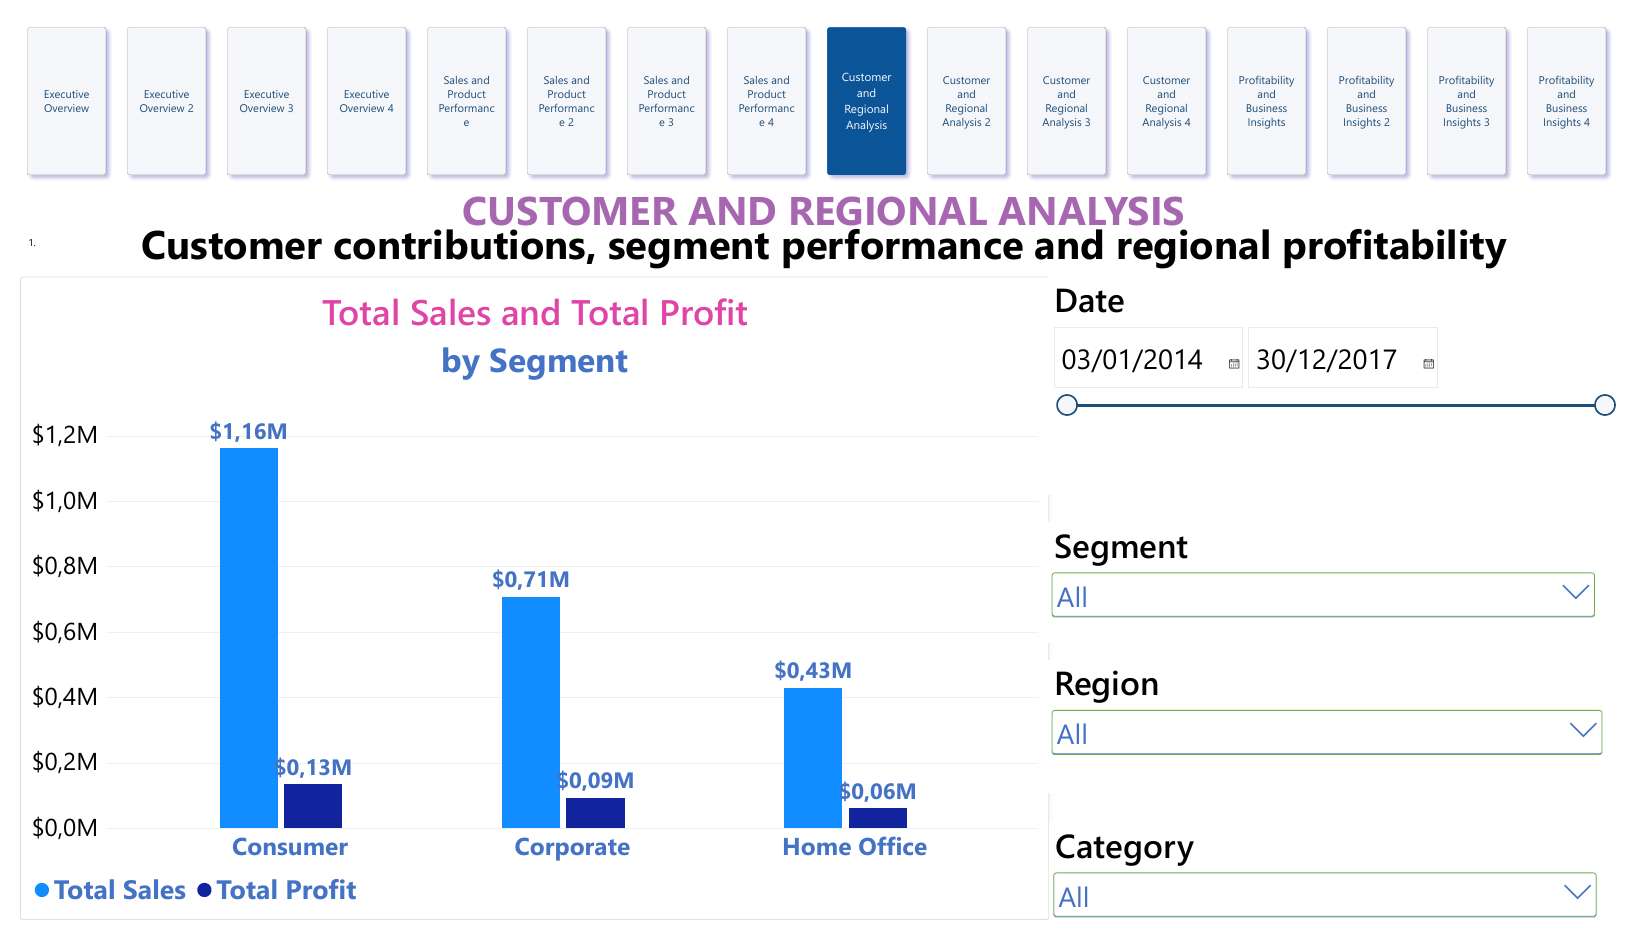 Executive
Overview
Executive
Overview 2
Executive
Overview 3
Executive
Overview 4
Sales and
Product
Performanc
e
Sales and
Product
Performanc
e 2
Sales and
Product
Performanc
e 3
Sales and
Product
Performanc
e 4
Customer
and
Regional
Analysis
Customer
and
Regional
Analysis 2
Customer
and
Regional
Analysis 3
Customer
and
Regional
Analysis 4
Profitability
and
Business
Insights
Profitability
and
Business
Insights 2
Profitability
and
Business
Insights 3
Profitability
and
Business
Insights 4
CUSTOMER AND REGIONAL ANALYSIS
1.
Customer contributions, segment performance and regional profitability
Total Sales and Total Profit
by Segment
$1,2M
$1,0M
$0,8M
$0,6M
$0,4M
$0,2M
$0,0M
$1,16M
$0,13M
$0,71M
$0,09M
$0,43M
$0,06M
Consumer
Corporate
Home Office
Total Sales
Total Profit
Date
03/01/2014
30/12/2017
Segment
All
Region
All
Category
All